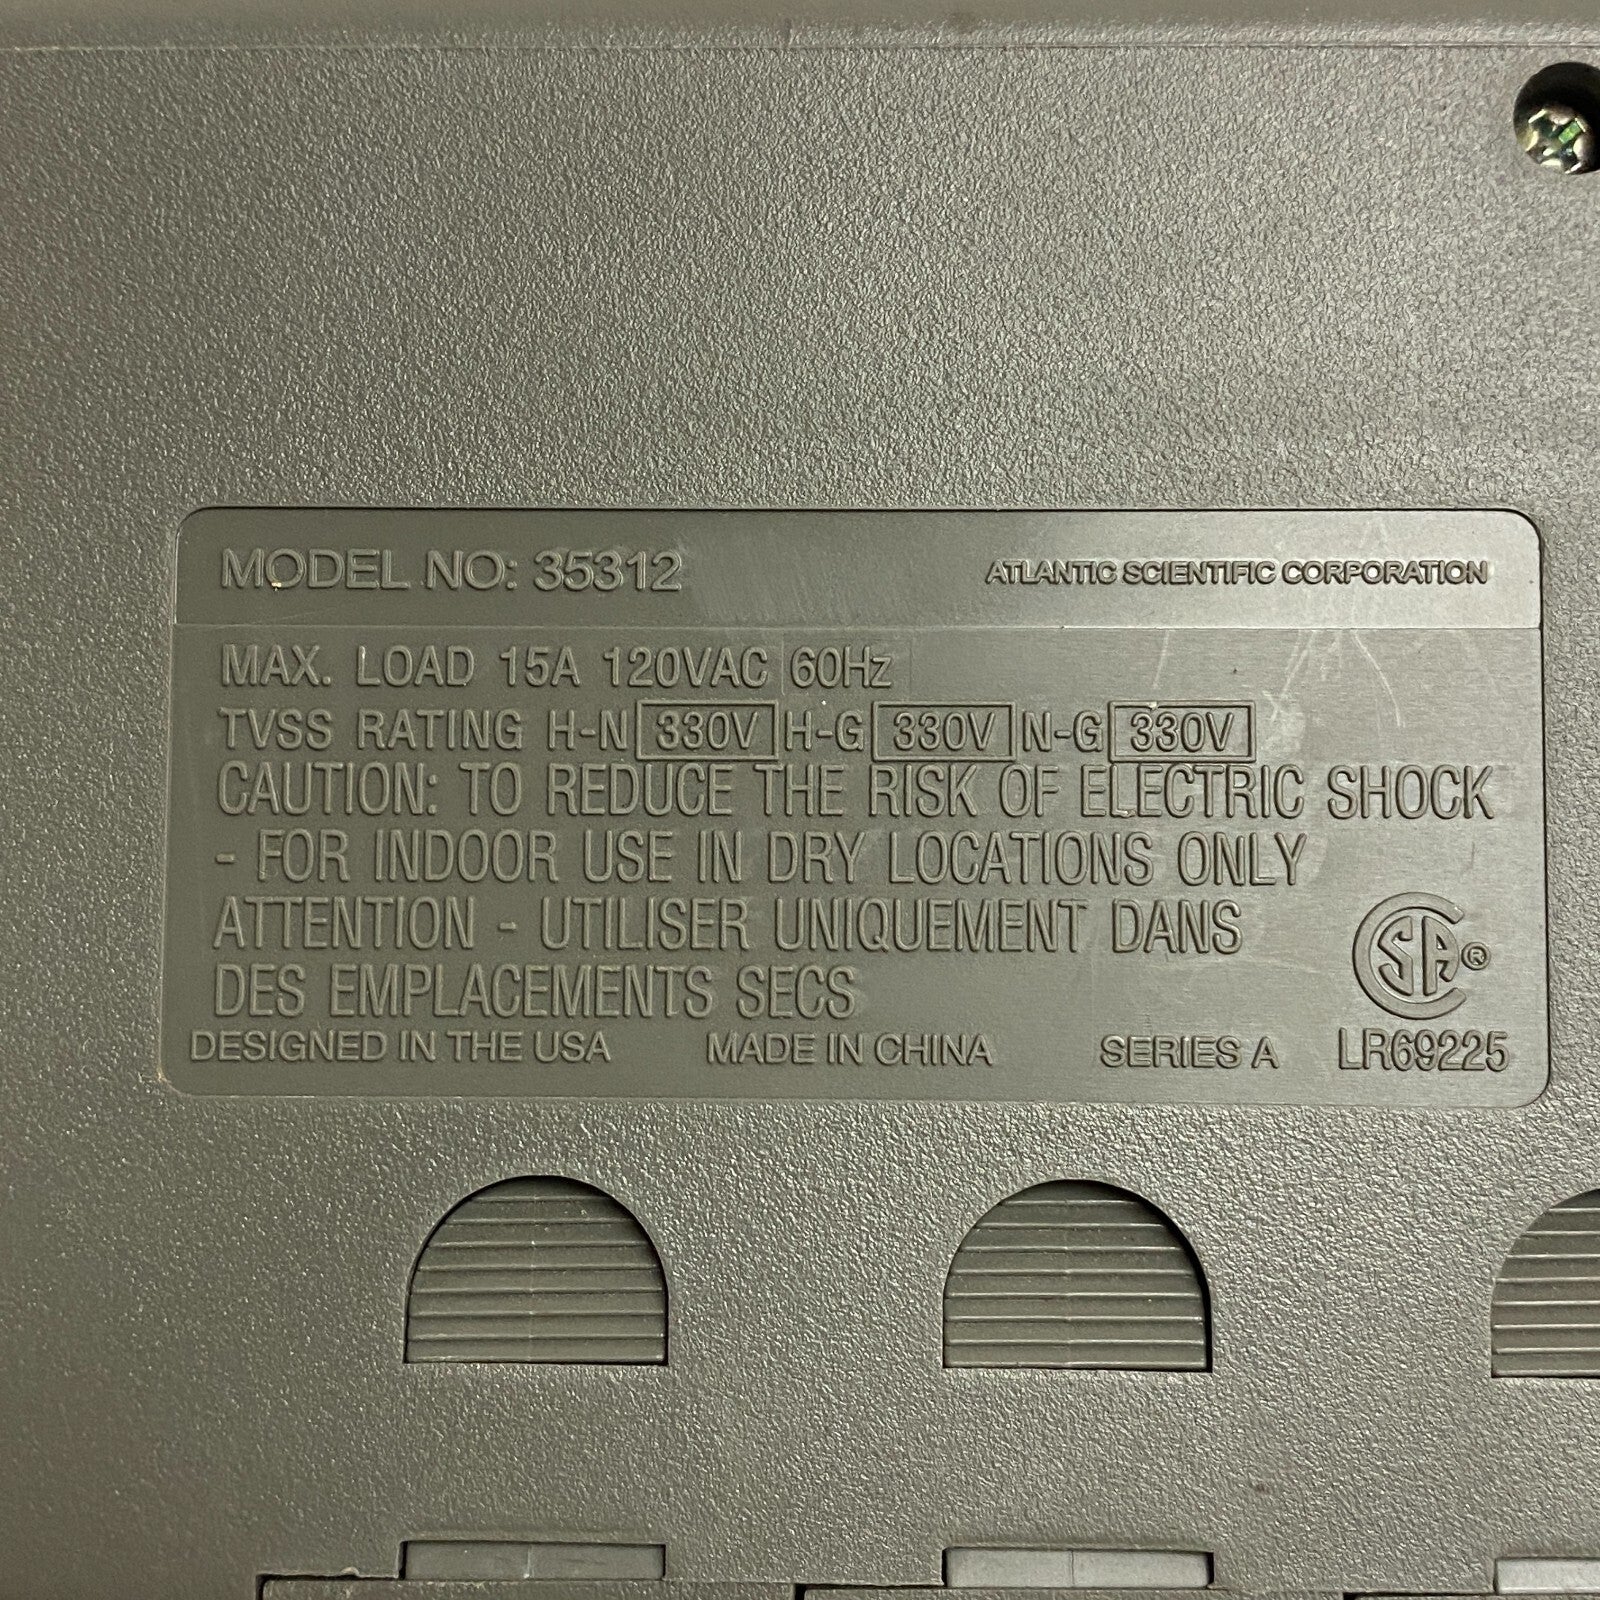 MODEL NO: 35312 ATLANTIC SCIENTIFIC CORPORATION
MAX. LOAD 15A 120VAC 60Hz
TVSS RATING H-N 330V H-G 330V N-G 330V
CAUTION: TO REDUCE THE RISK OF ELECTRIC SHOCK
- FOR INDOOR USE IN DRY LOCATIONS ONLY
ATTENTION - UTILISER UNIQUEMENT DANS
DES EMPLACEMENTS SECS
CSA®
DESIGNED IN THE USA MADE IN CHINA SERIES A LR69225